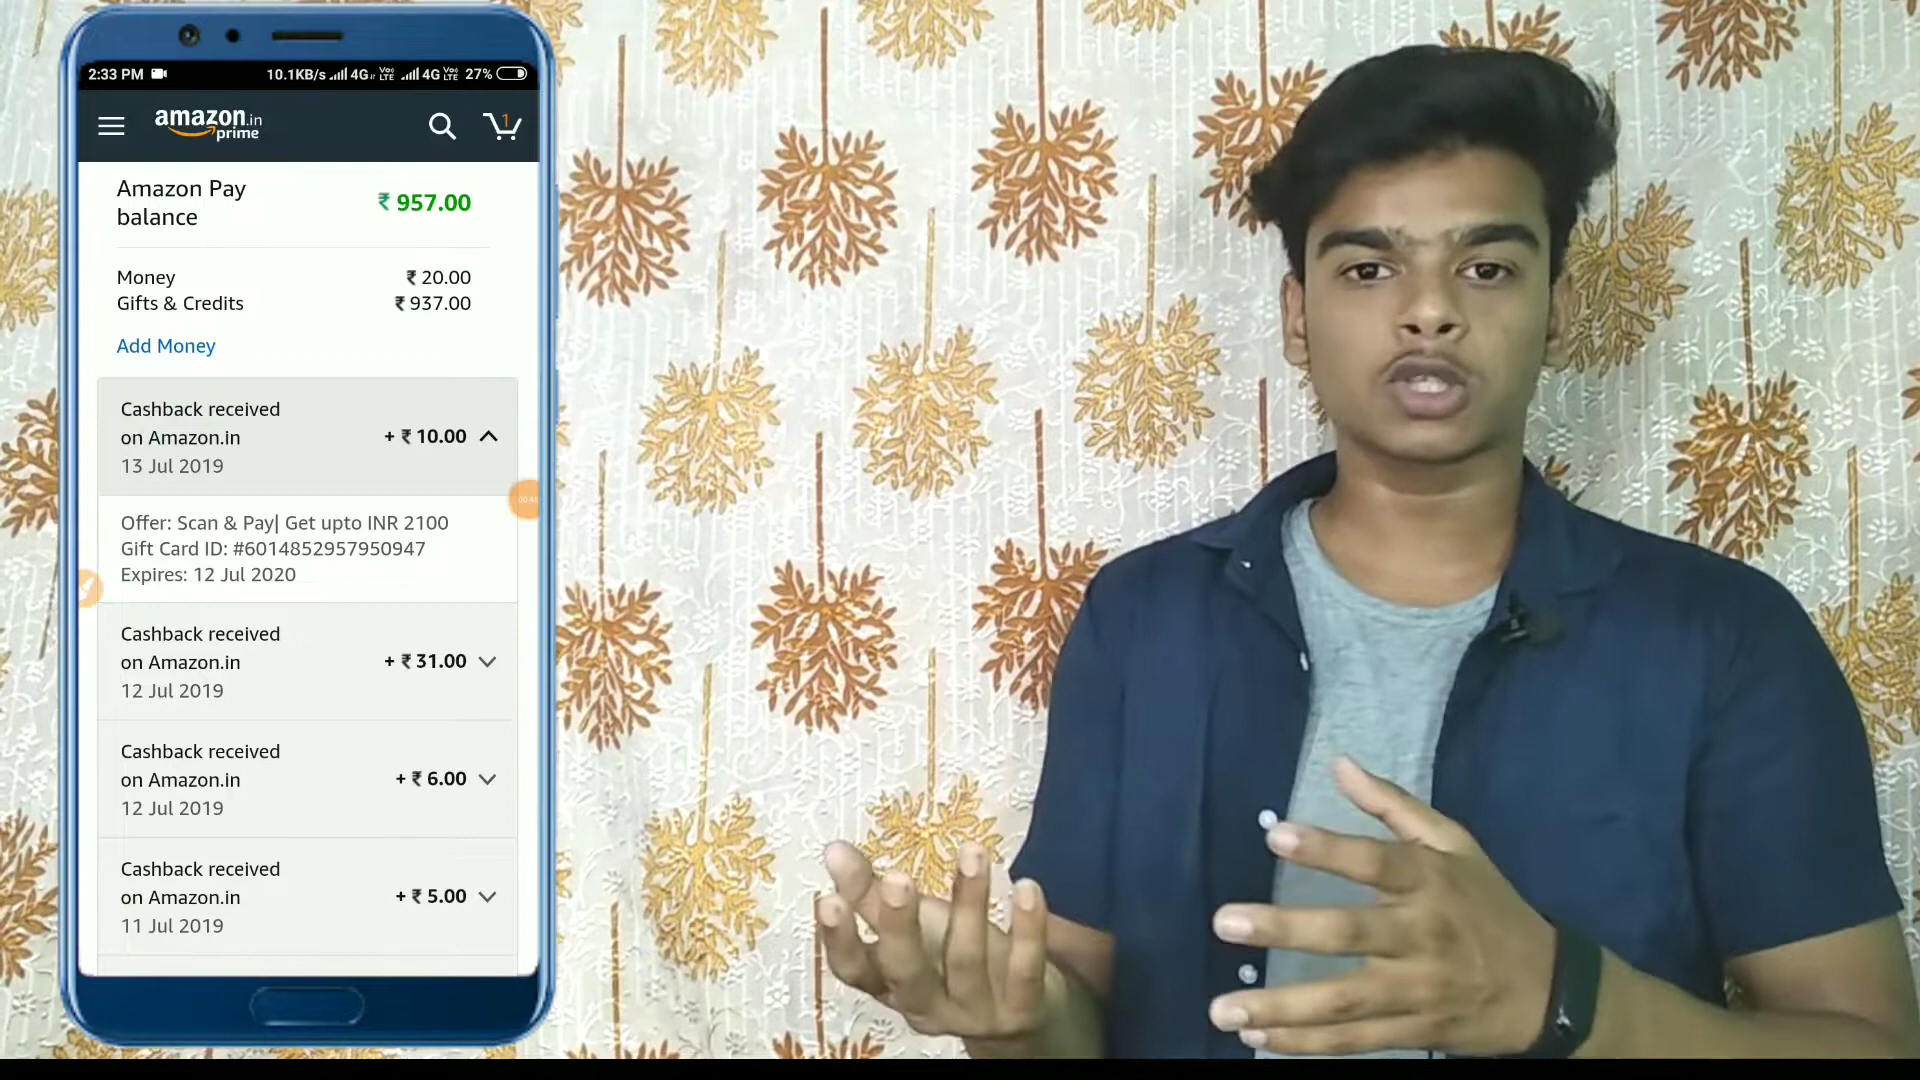 2:33 PM 10.1KB/s 4G VoLTE 4G VoLTE 27%
amazon.in
prime
1
Amazon Pay
balance
₹ 957.00
Money ₹ 20.00
Gifts & Credits ₹ 937.00
Add Money
Cashback received
on Amazon.in
13 Jul 2019
+ ₹ 10.00
Offer: Scan & Pay| Get upto INR 2100
Gift Card ID: #6014852957950947
Expires: 12 Jul 2020
Cashback received
on Amazon.in
12 Jul 2019
+ ₹ 31.00
Cashback received
on Amazon.in
12 Jul 2019
+ ₹ 6.00
Cashback received
on Amazon.in
11 Jul 2019
+ ₹ 5.00